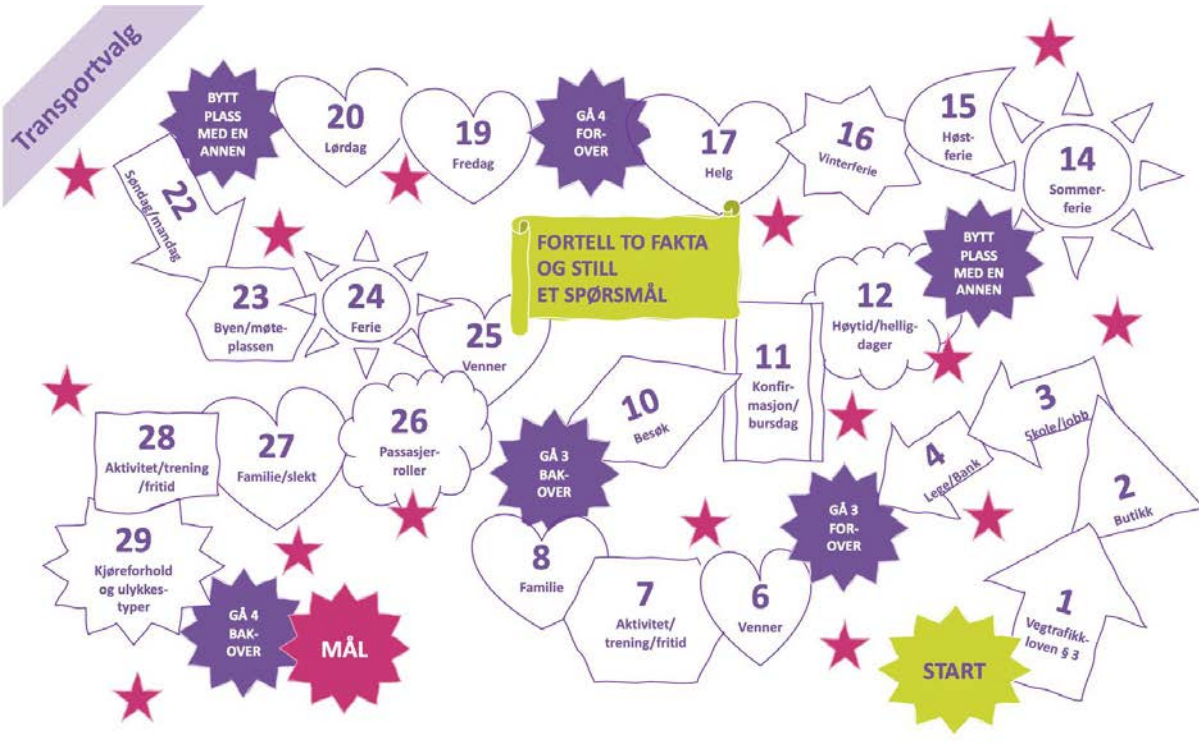 Transportvalg
BYTT
PLASS
MED EN
ANNEN
20
Lørdag
19
Fredag
GÅ 4
FOR-
OVER
17
Helg
16
Vinterferie
15
Høst-
ferie
14
Sommer-
ferie
22
Søndag/mandag
23
Byen/møte-
plassen
24
Ferie
25
Venner
FORTELL TO FAKTA
OG STILL
ET SPØRSMÅL
BYTT
PLASS
MED EN
ANNEN
12
Høytid/hellig-
dager
11
Konfir-
masjon/
bursdag
10
Besøk
3
Skole/jobb
4
Lege/Bank
2
Butikk
28
Aktivitet/trening
/fritid
27
Familie/slekt
26
Passasjer-
roller
GÅ 3
BAK-
OVER
GÅ 3
FOR-
OVER
29
Kjøreforhold
og ulykkes-
typer
GÅ 4
BAK-
OVER
MÅL
8
Familie
7
Aktivitet/
trening/fritid
6
Venner
START
1
Vegtrafikk-
loven § 3